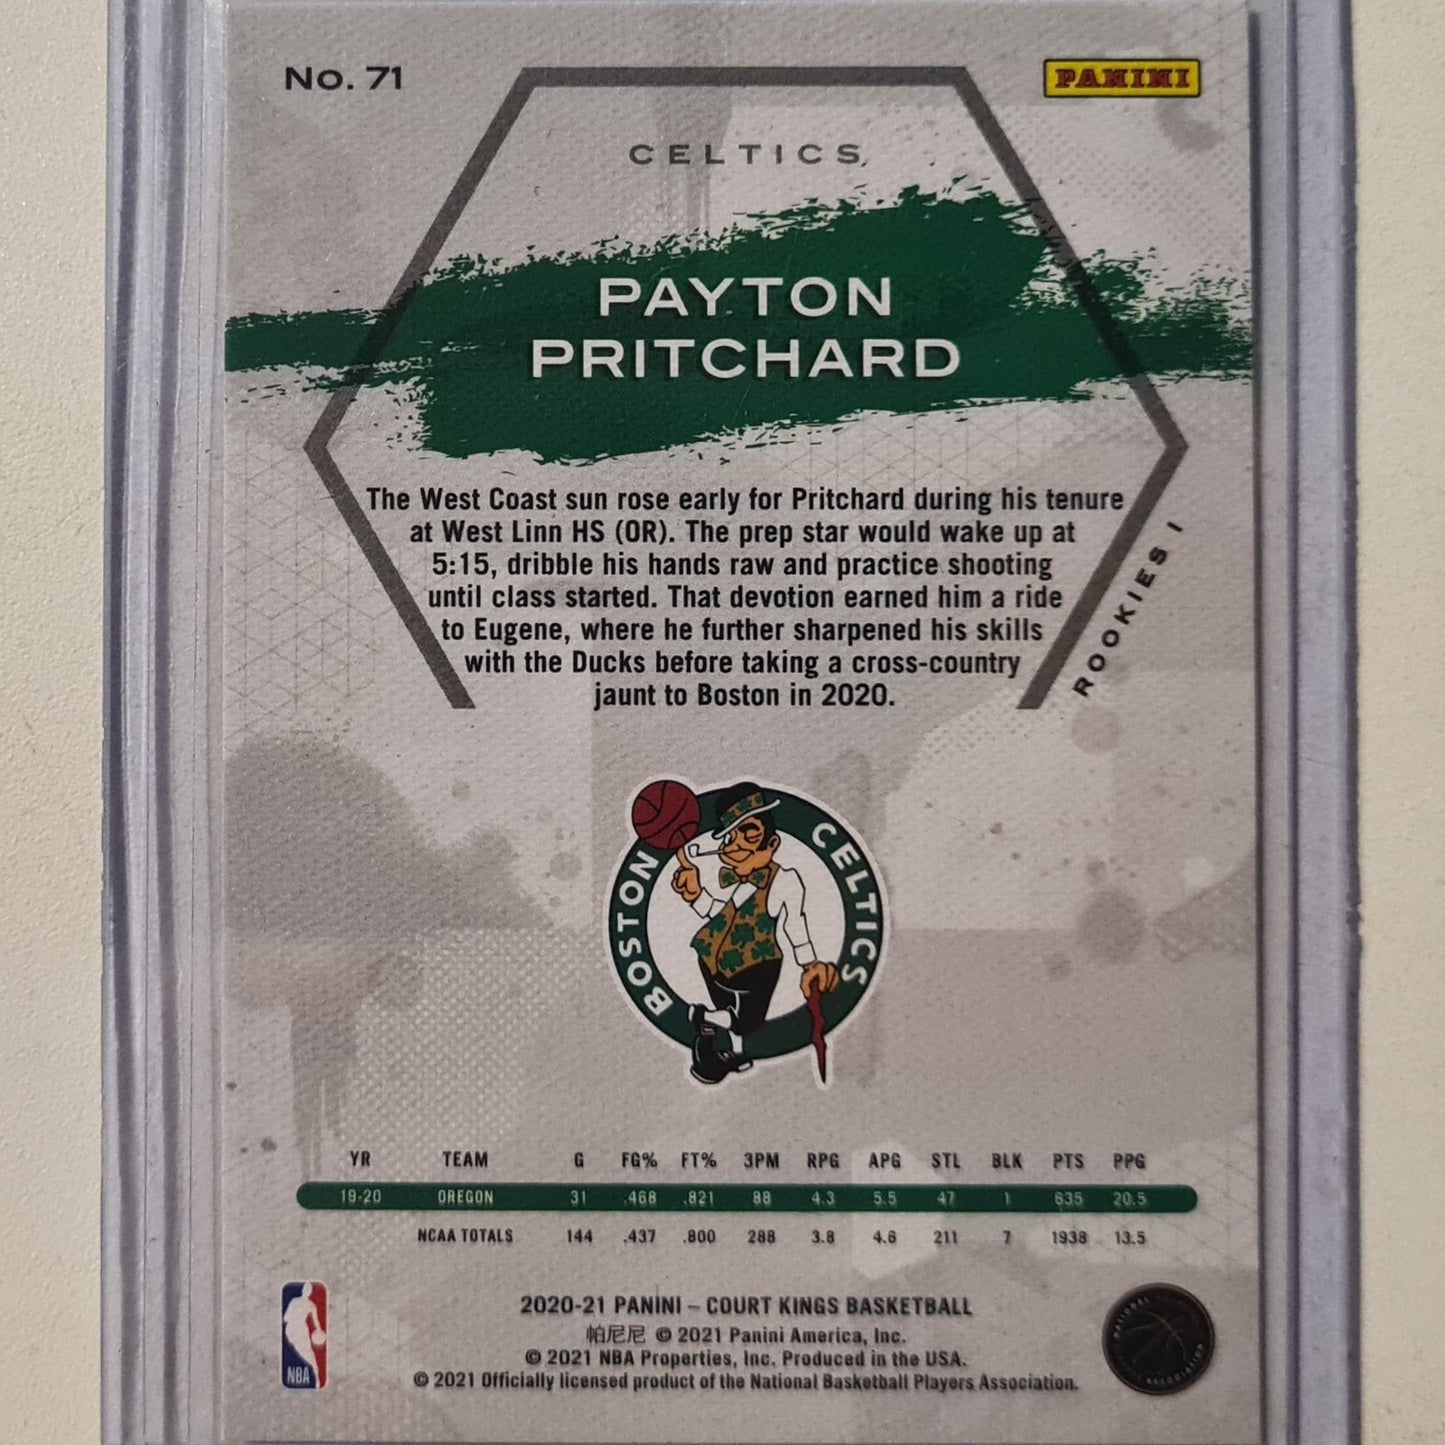 No. 71
PANINI
CELTICS
PAYTON
PRITCHARD
The West Coast sun rose early for Pritchard during his tenure
at West Linn HS (OR). The prep star would wake up at
5:15, dribble his hands raw and practice shooting
until class started. That devotion earned him a ride
to Eugene, where he further sharpened his skills
with the Ducks before taking a cross-country
jaunt to Boston in 2020.
ROOKIES I
BOSTON CELTICS
YR TEAM G FG% FT% 3PM RPG APG STL BLK PTS PPG
19-20 OREGON 31 .468 .821 88 4.3 5.5 47 1 635 20.5
NCAA TOTALS 144 .437 .800 288 3.8 4.6 211 7 1938 13.5
2020-21 PANINI – COURT KINGS BASKETBALL
帕尼尼 © 2021 Panini America, Inc.
© 2021 NBA Properties, Inc. Produced in the USA.
© 2021 Officially licensed product of the National Basketball Players Association.
NBA